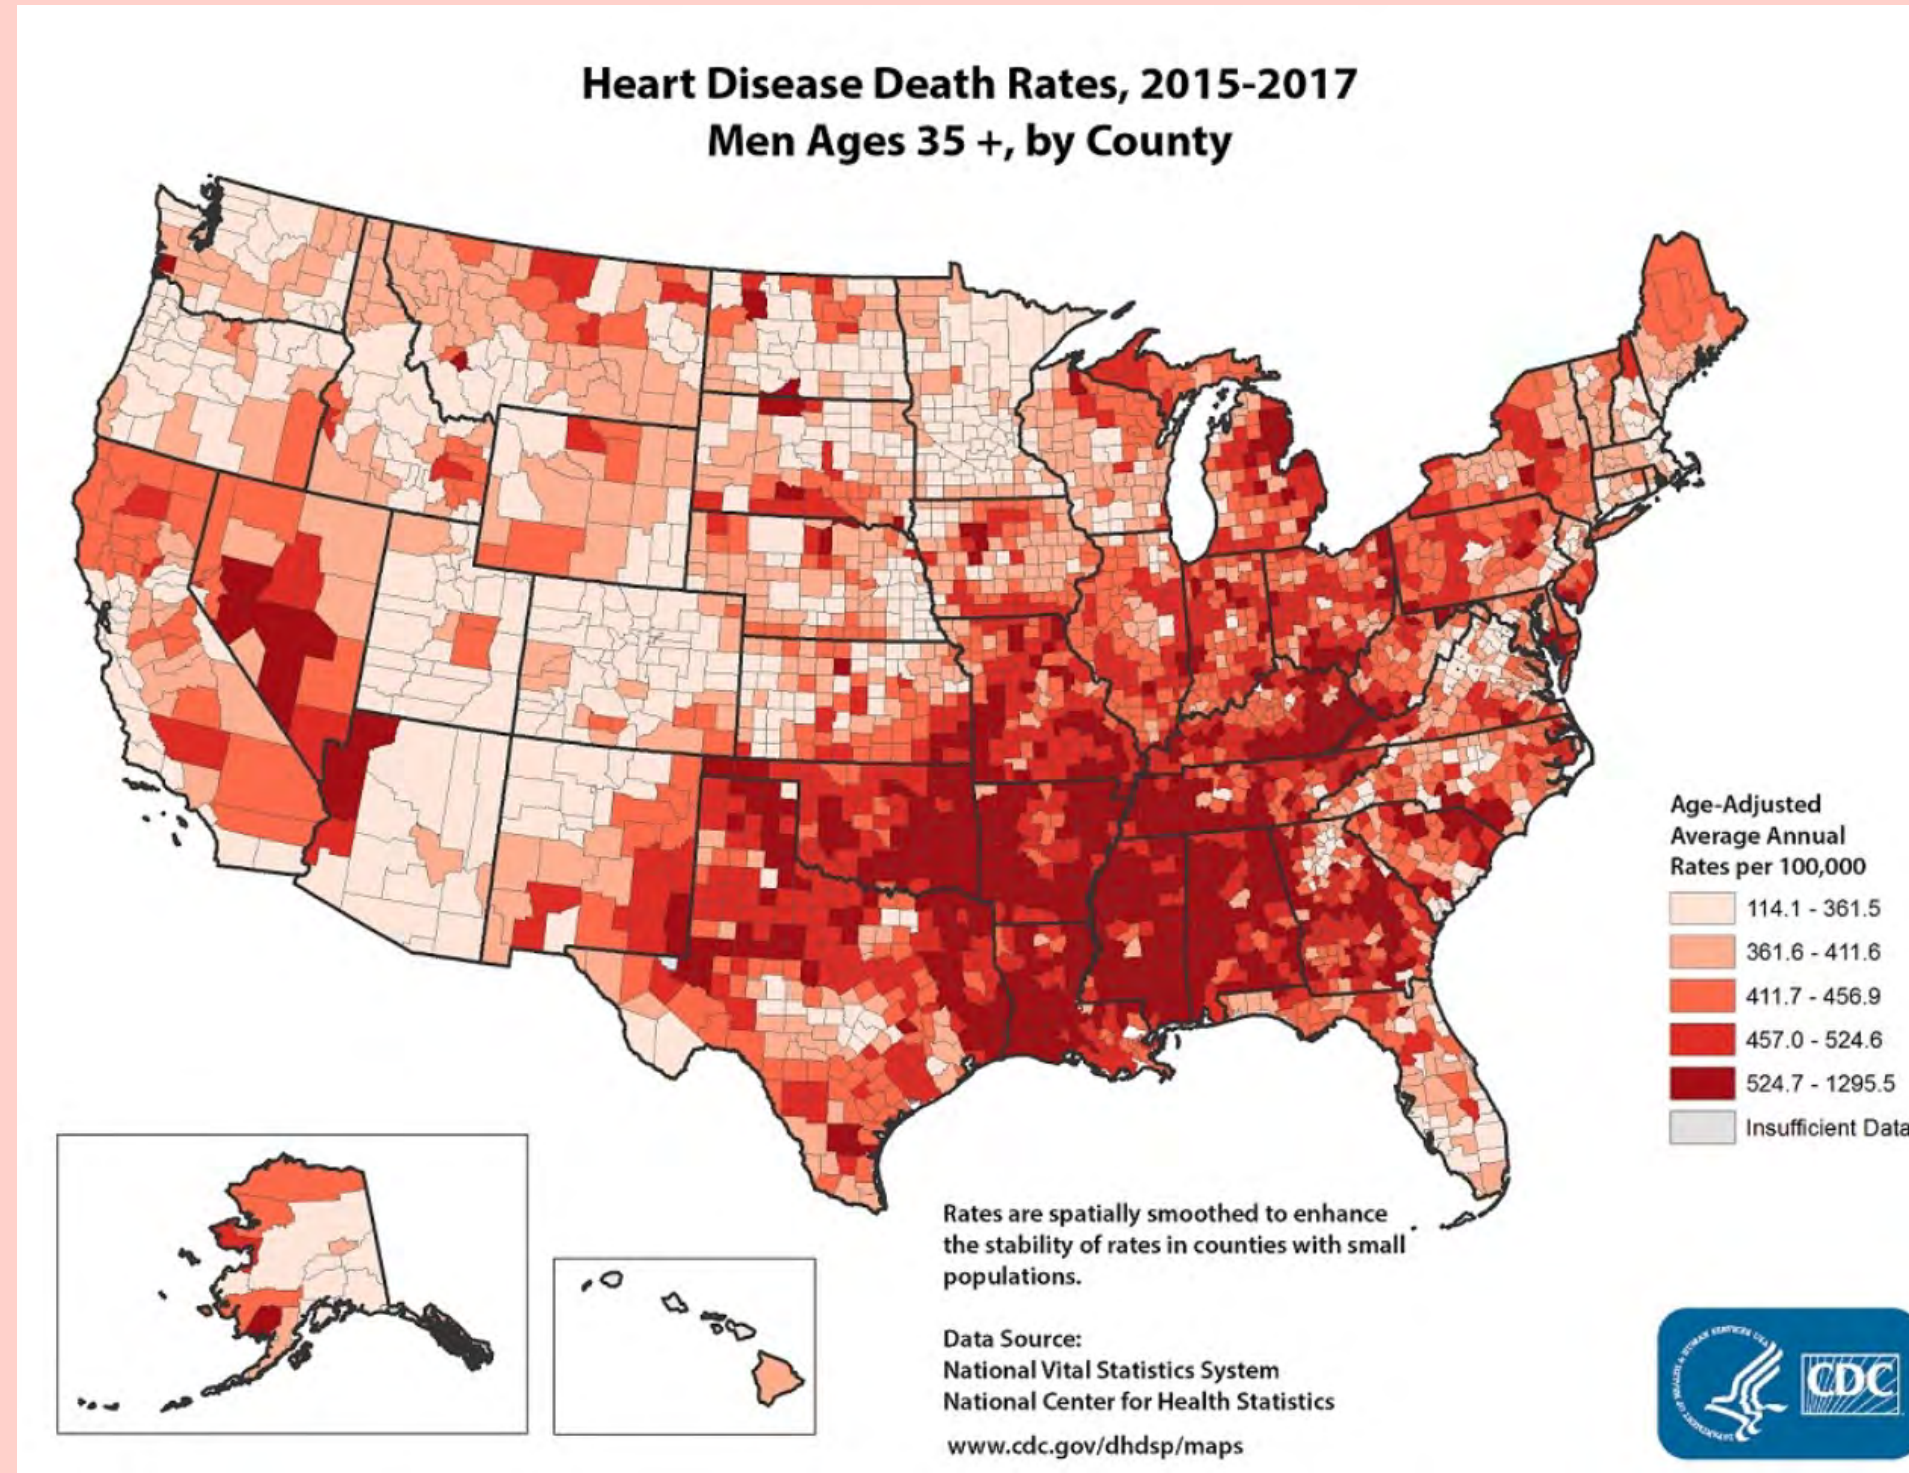 Heart Disease Death Rates, 2015-2017
Men Ages 35 +, by County
Age-Adjusted
Average Annual
Rates per 100,000
114.1 - 361.5
361.6 - 411.6
411.7 - 456.9
457.0 - 524.6
524.7 - 1295.5
Insufficient Data
Rates are spatially smoothed to enhance
the stability of rates in counties with small
populations.
Data Source:
National Vital Statistics System
National Center for Health Statistics
www.cdc.gov/dhdsp/maps
CDC